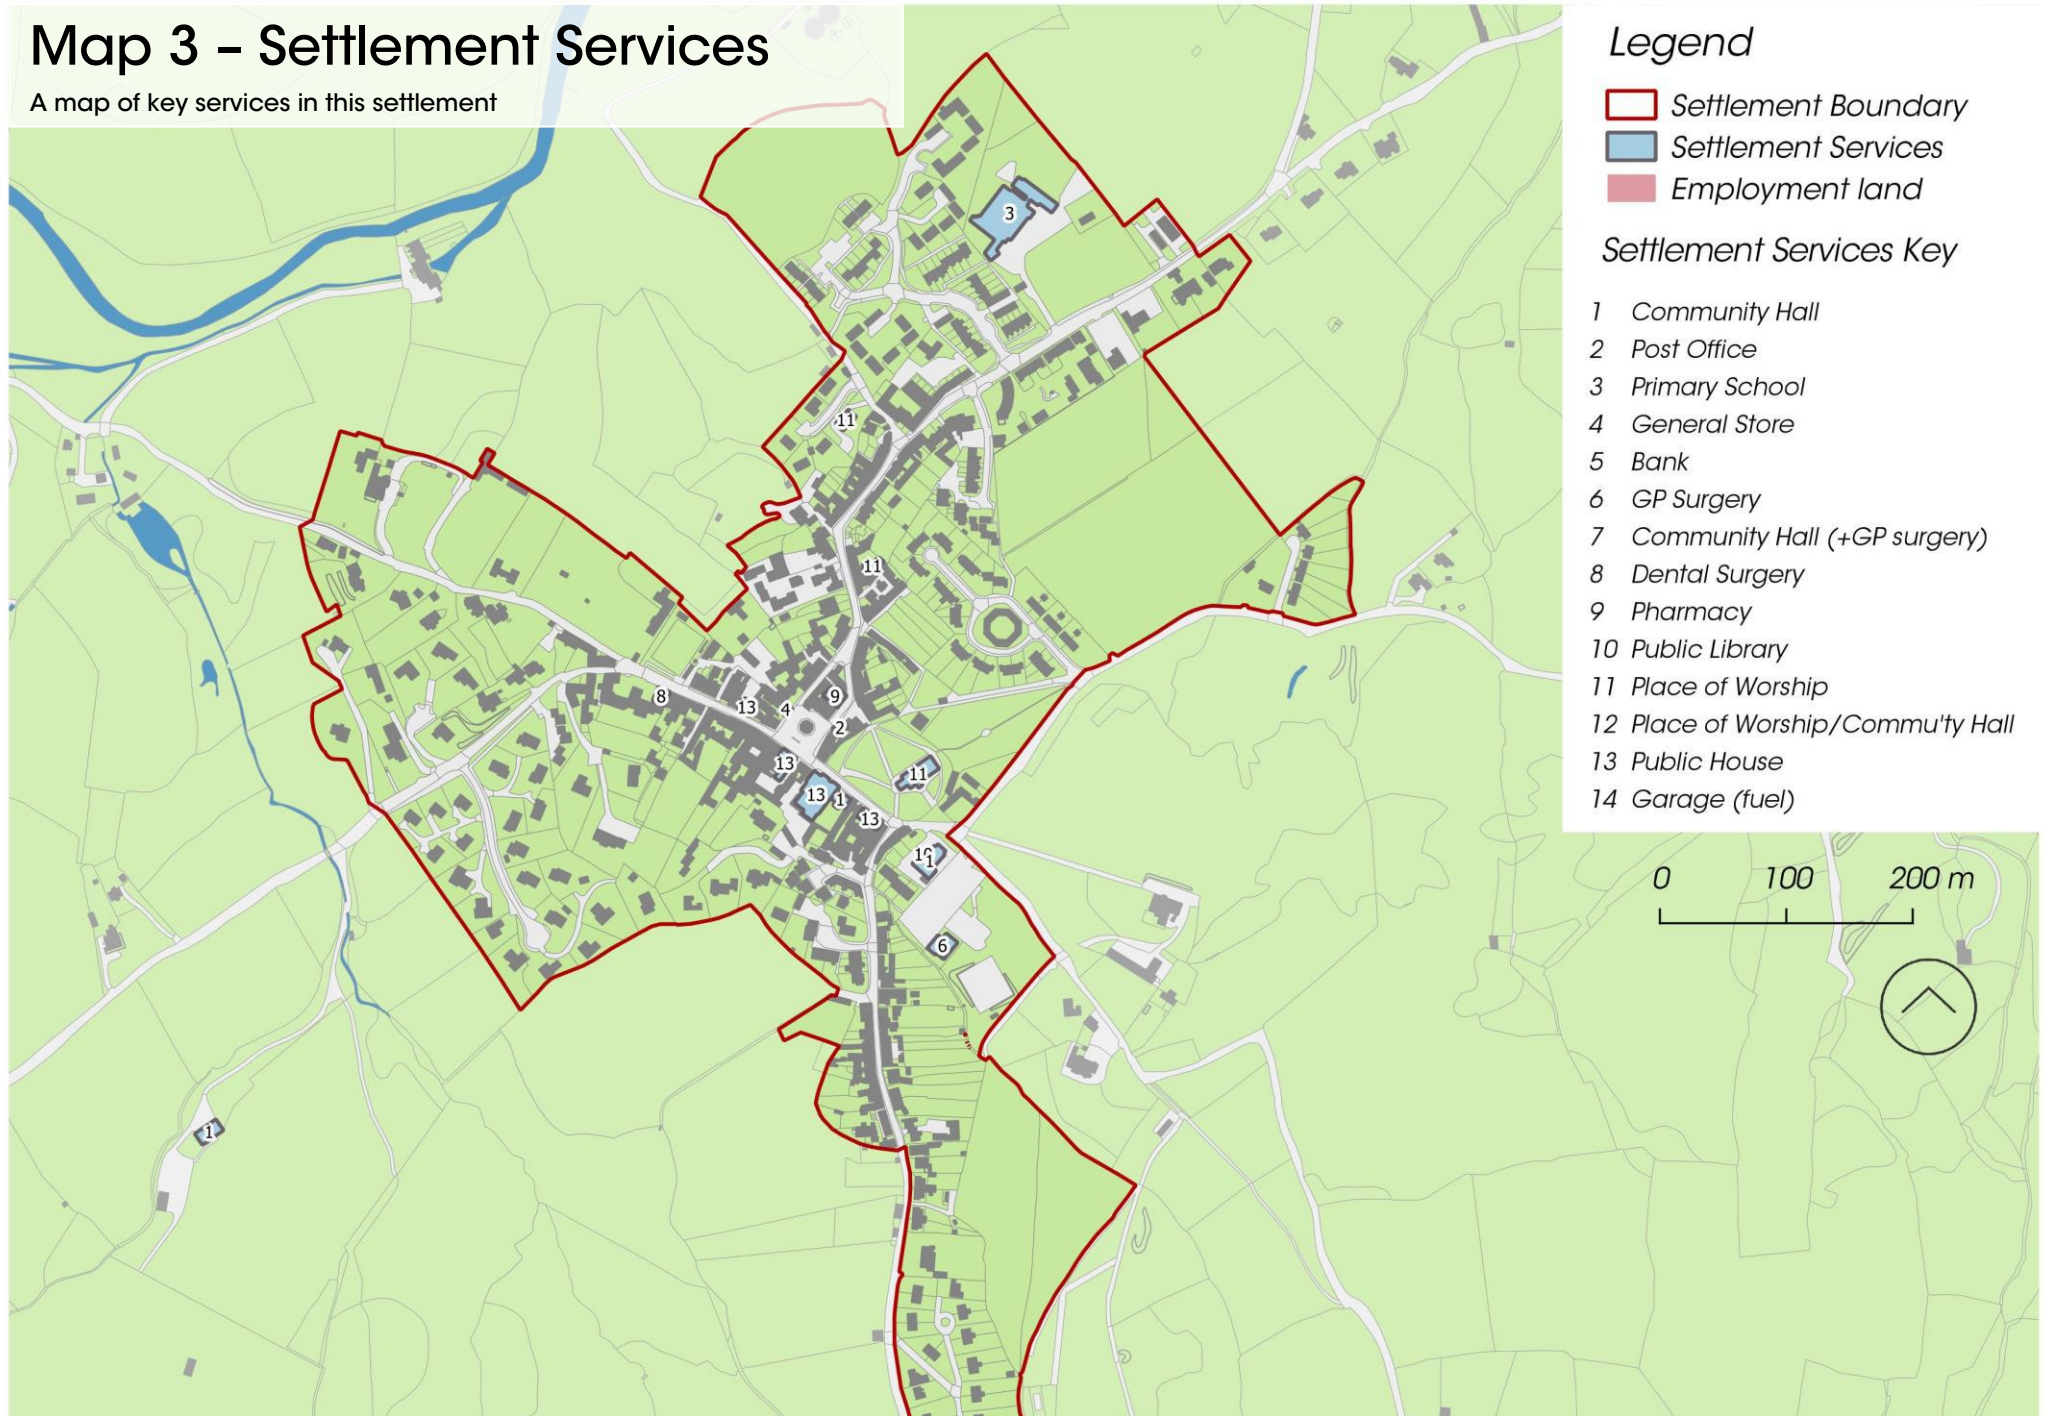 Map 3 – Settlement Services
A map of key services in this settlement
Legend
Settlement Boundary
Settlement Services
Employment land
Settlement Services Key
1 Community Hall
2 Post Office
3 Primary School
4 General Store
5 Bank
6 GP Surgery
7 Community Hall (+GP surgery)
8 Dental Surgery
9 Pharmacy
10 Public Library
11 Place of Worship
12 Place of Worship/Commu'ty Hall
13 Public House
14 Garage (fuel)
0 100 200 m
3
11
11
8
13
4
9
2
13
11
13
1
13
10
1
6
1